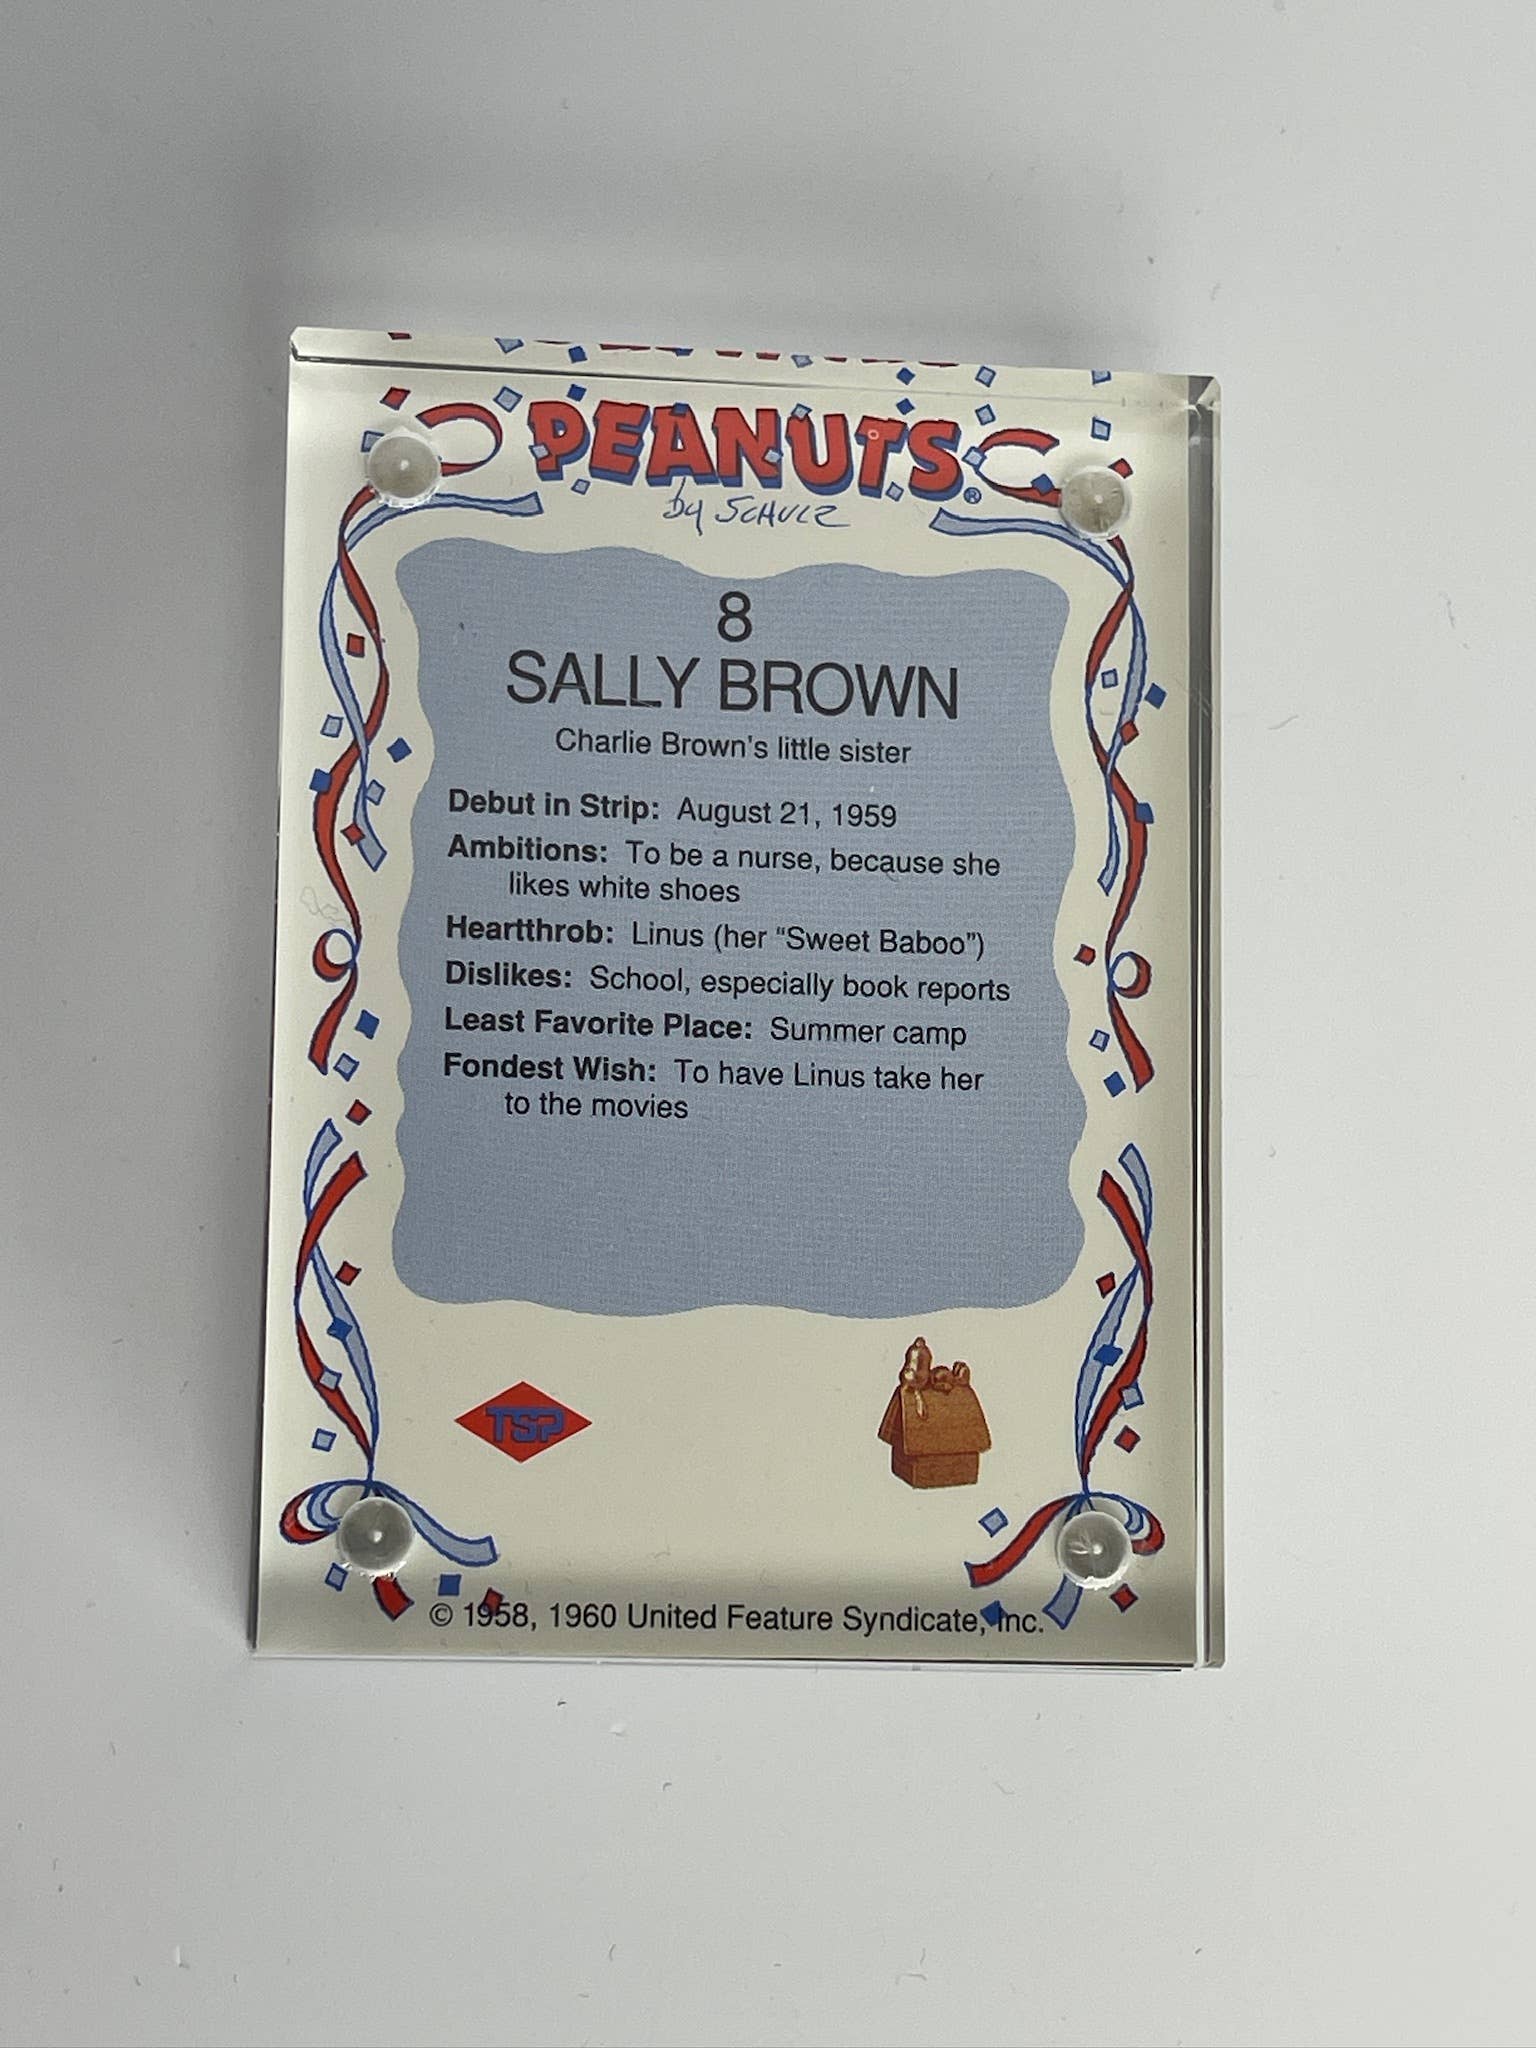 PEANUTS®
by SCHULZ
8
SALLY BROWN
Charlie Brown's little sister
Debut in Strip: August 21, 1959
Ambitions: To be a nurse, because she
likes white shoes
Heartthrob: Linus (her “Sweet Baboo”)
Dislikes: School, especially book reports
Least Favorite Place: Summer camp
Fondest Wish: To have Linus take her
to the movies
TSP
© 1958, 1960 United Feature Syndicate, Inc.